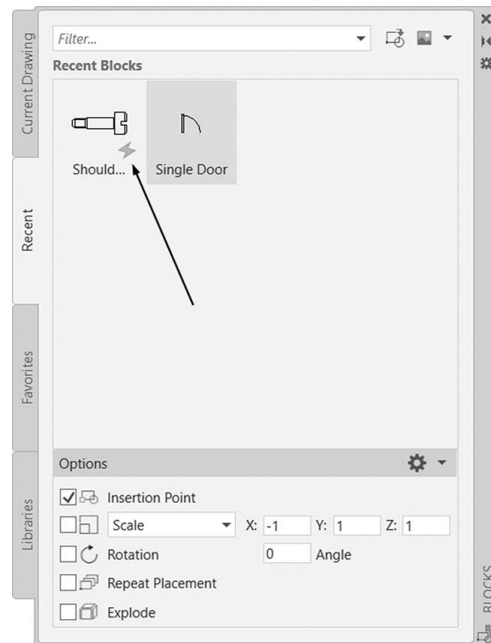 Filter...
Recent Blocks
Should...
Single Door
Current Drawing
Recent
Favorites
Libraries
Options
Insertion Point
Scale
X: -1 Y: 1 Z: 1
Rotation
0 Angle
Repeat Placement
Explode
BLOCKS